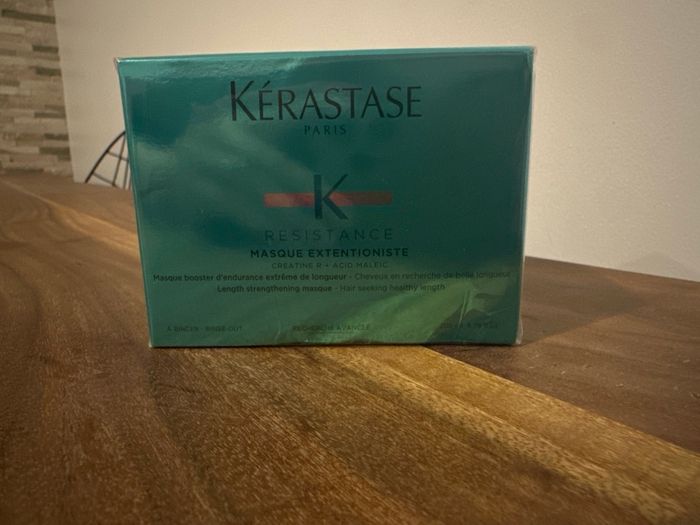 KÉRASTASE
PARIS
K
RESISTANCE
MASQUE EXTENTIONISTE
CREATINE R + ACID MALEIC
Masque booster d'endurance extrême de longueur - Cheveux en recherche de belle longueur
Length strengthening masque - Hair seeking healthy length
À RINCER - RINSE-OUT
RECHERCHE AVANCÉE